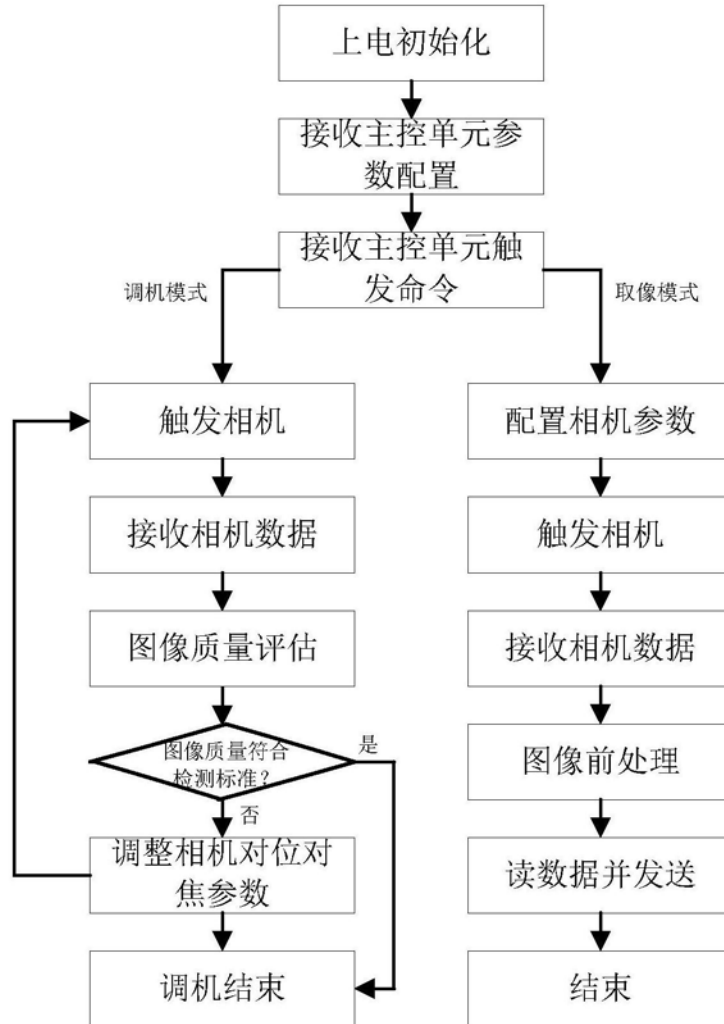 上电初始化
接收主控单元参
数配置
接收主控单元触
发命令
调机模式
取像模式
触发相机
接收相机数据
图像质量评估
图像质量符合
检测标准?
是
否
调整相机对位对
焦参数
调机结束
配置相机参数
触发相机
接收相机数据
图像前处理
读数据并发送
结束